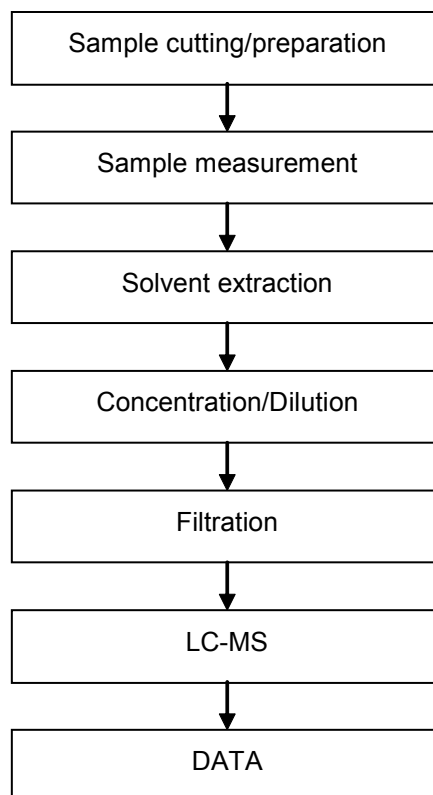 Sample cutting/preparation
Sample measurement
Solvent extraction
Concentration/Dilution
Filtration
LC-MS
DATA